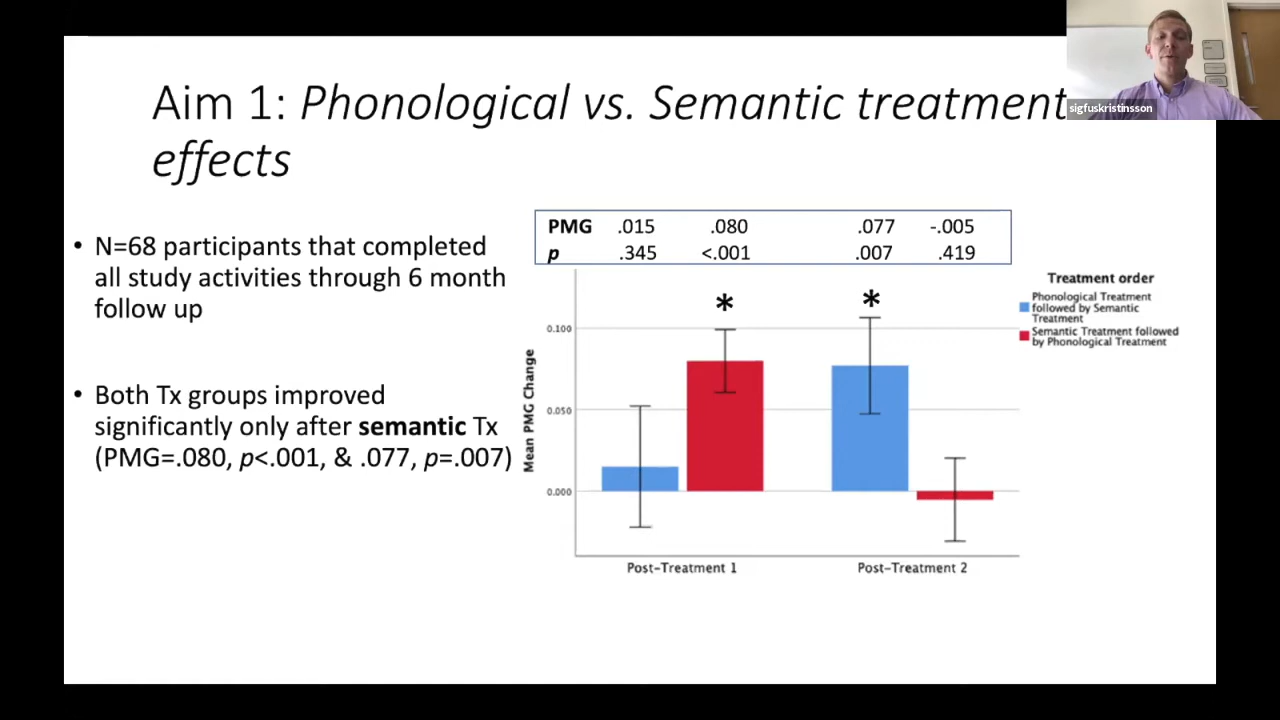 Aim 1: Phonological vs. Semantic treatment
effects
sigfuskristinsson
• N=68 participants that completed
all study activities through 6 month
follow up
• Both Tx groups improved
significantly only after semantic Tx
(PMG=.080, p<.001, & .077, p=.007)
PMG .015 .080 .077 -.005
p .345 <.001 .007 .419
* *
0.100
0.050
0.000
Mean PMG Change
Post-Treatment 1 Post-Treatment 2
Treatment order
Phonological Treatment
followed by Semantic
Treatment
Semantic Treatment followed
by Phonological Treatment